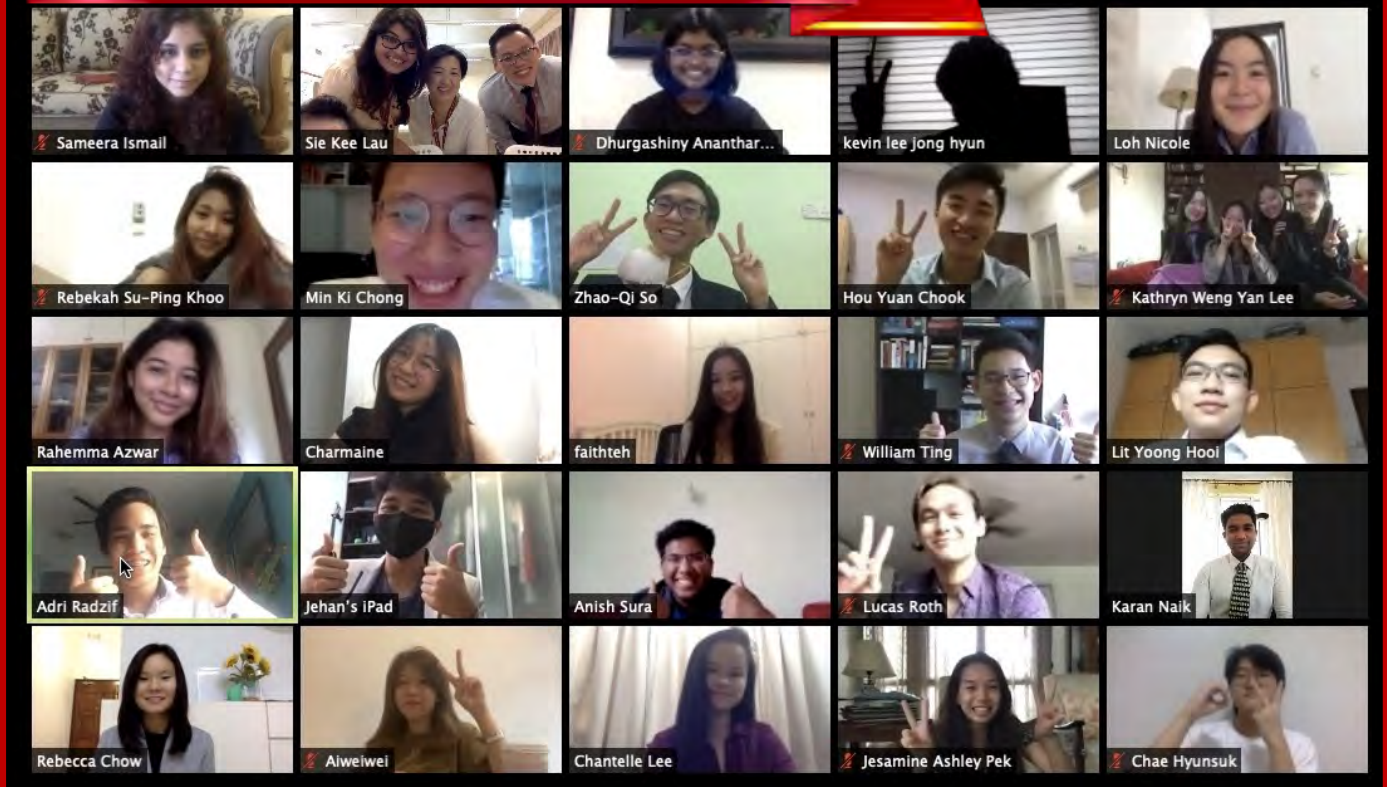 Sameera Ismail
Sie Kee Lau
Dhurgashiny Ananthar...
kevin lee jong hyun
Loh Nicole
Rebekah Su-Ping Khoo
Min Ki Chong
Zhao-Qi So
Hou Yuan Chook
Kathryn Weng Yan Lee
Rahemma Azwar
Charmaine
faithteh
William Ting
Lit Yoong Hooi
Adri Radzif
Jehan's iPad
Anish Sura
Lucas Roth
Karan Naik
Rebecca Chow
Aiweiwei
Chantelle Lee
Jesamine Ashley Pek
Chae Hyunsuk